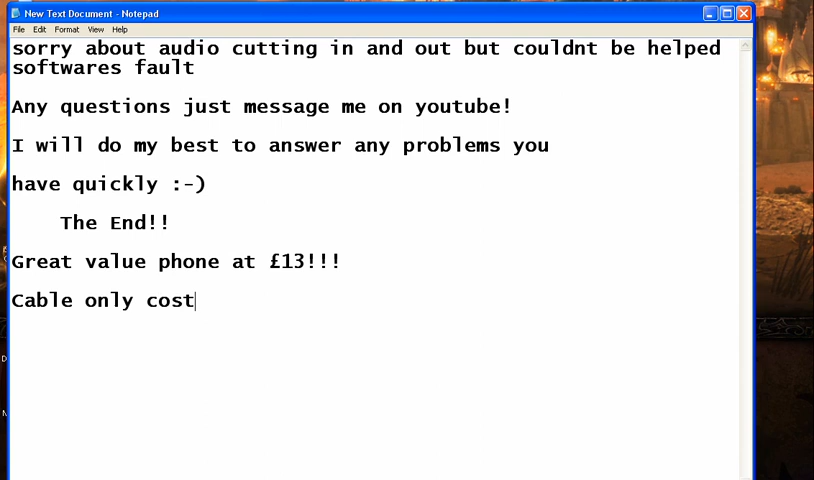 New Text Document - Notepad
File Edit Format View Help
sorry about audio cutting in and out but couldnt be helped
softwares fault
Any questions just message me on youtube!
I will do my best to answer any problems you
have quickly :-)
The End!!
Great value phone at £13!!!
Cable only cost